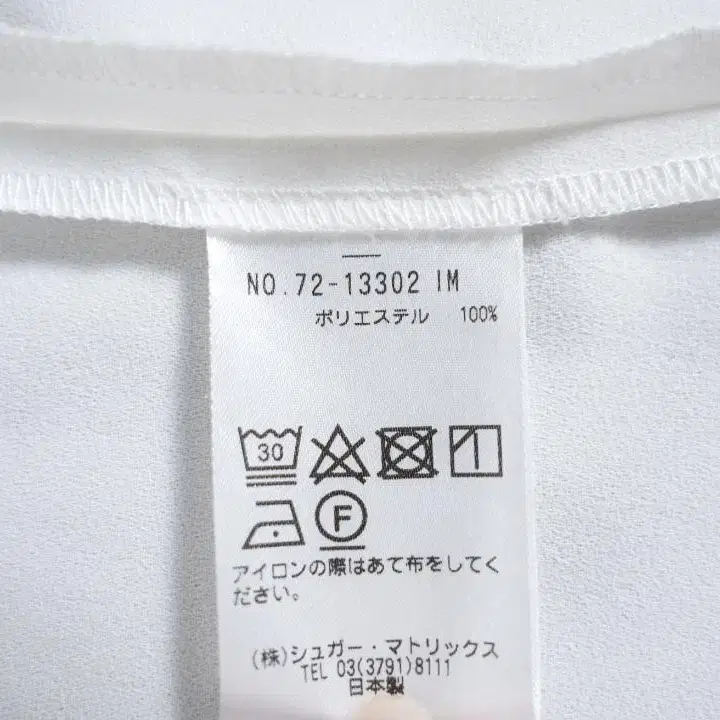 NO.72-13302 IM
ポリエステル 100%
30
F
アイロンの際はあて布をしてく
ださい。
(株)シュガー・マトリックス
TEL 03(3791)8111
日本製